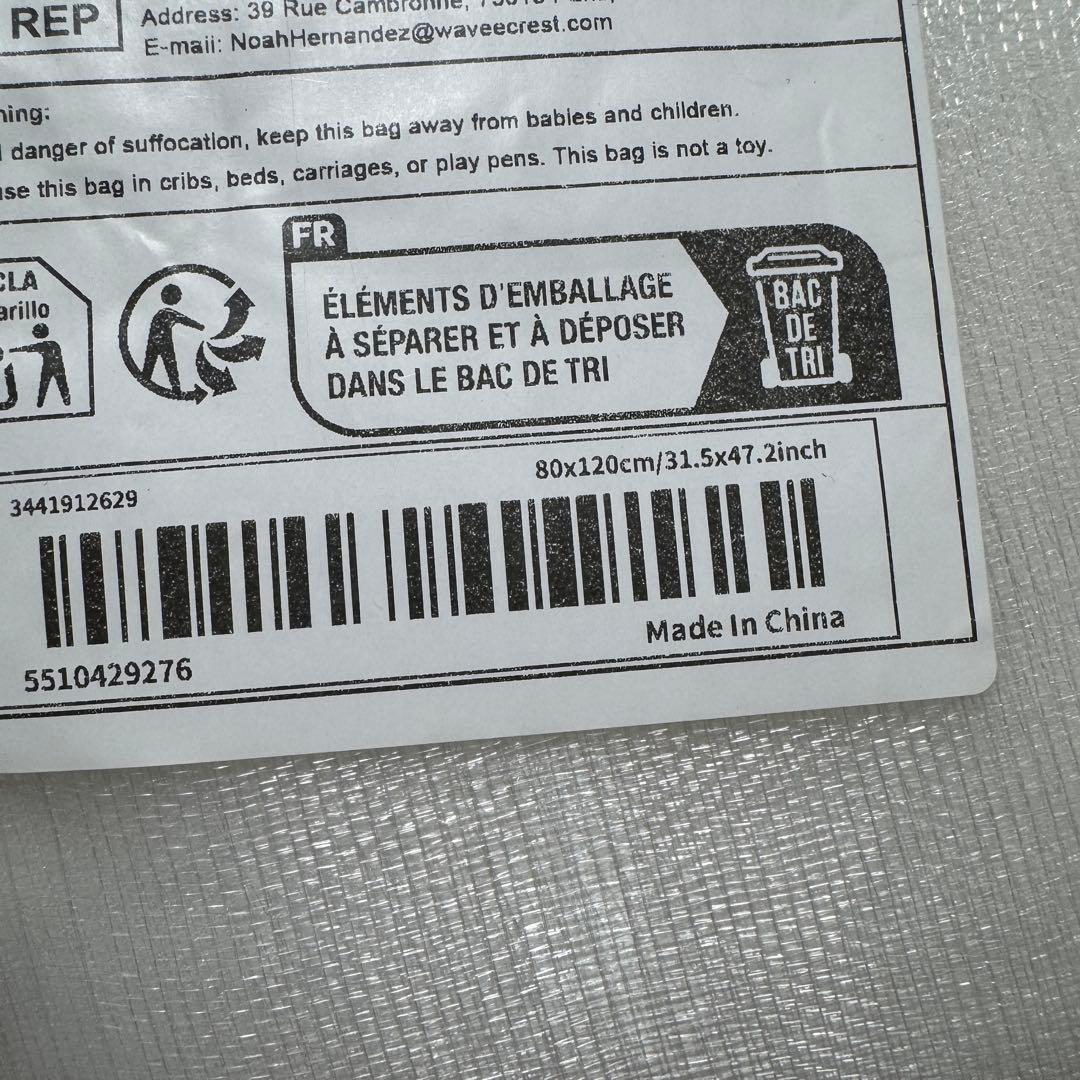 REP
Address: 39 Rue Cambronne,
E-mail: NoahHernandez@waveecrest.com
ning:
danger of suffocation, keep this bag away from babies and children.
use this bag in cribs, beds, carriages, or play pens. This bag is not a toy.
CLA
arillo
FR
ÉLÉMENTS D'EMBALLAGE
À SÉPARER ET À DÉPOSER
DANS LE BAC DE TRI
BAC
DE
TRI
80x120cm/31.5x47.2inch
3441912629
Made In China
5510429276